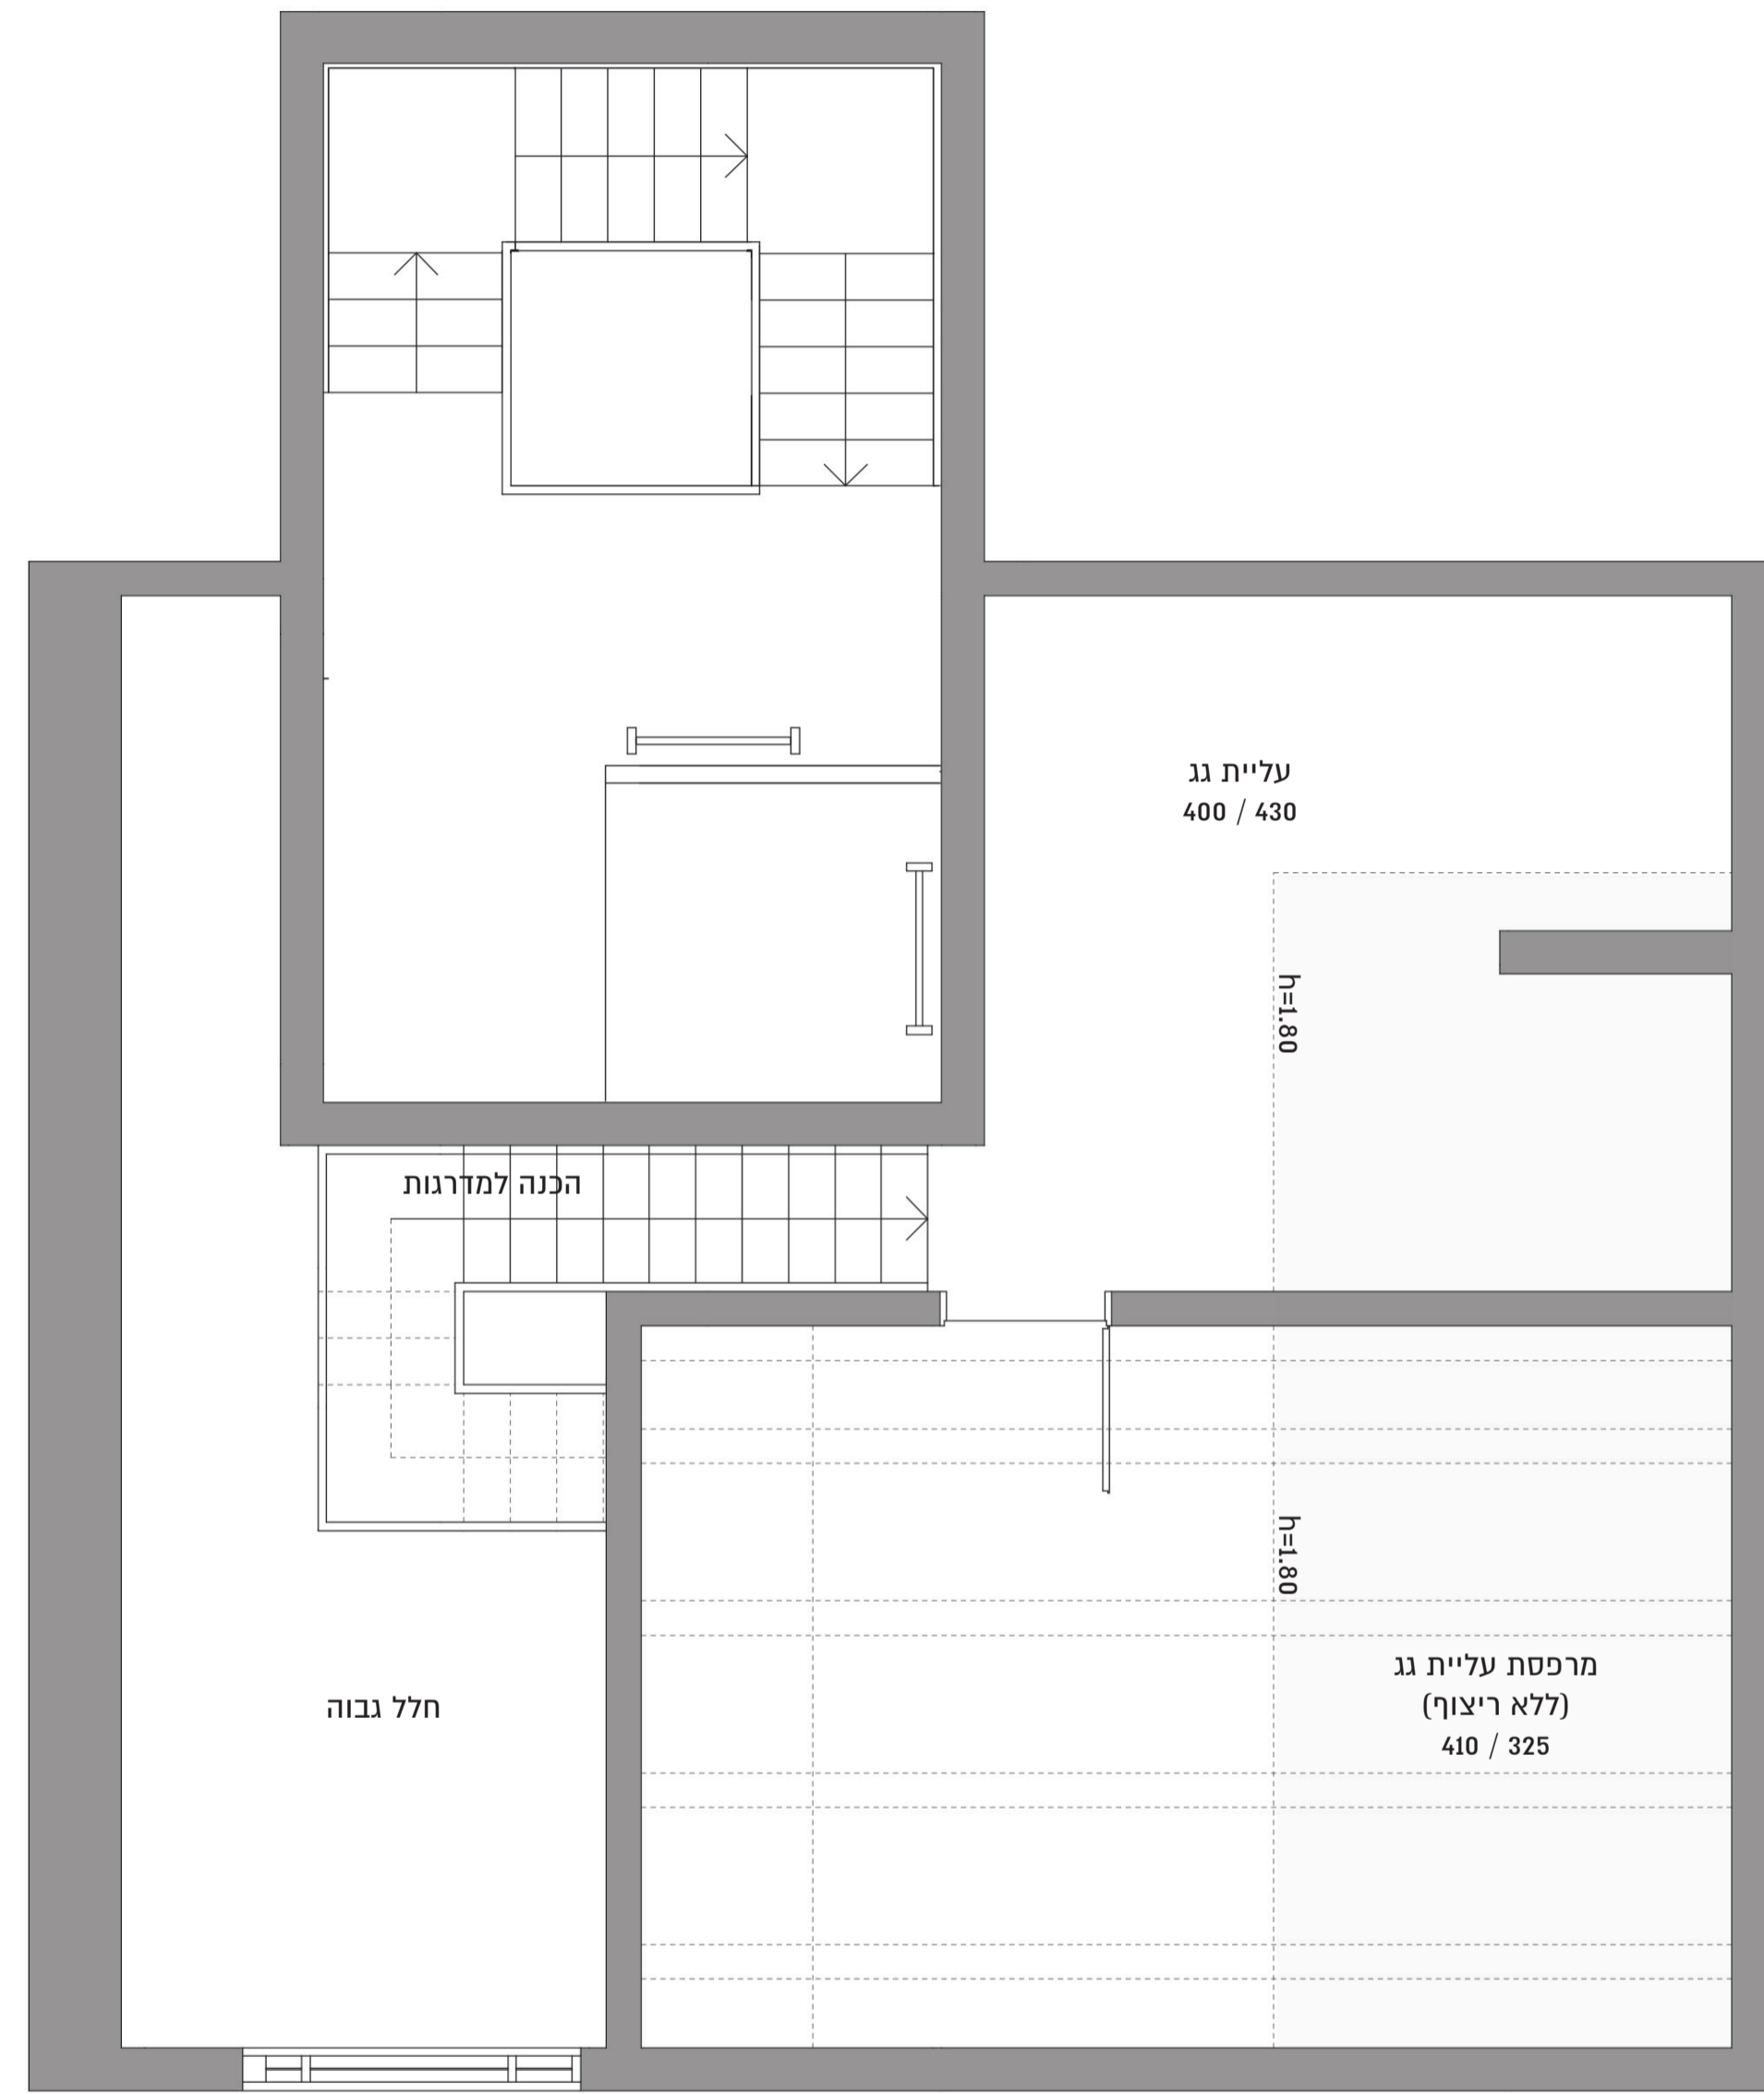 עליית גג
400 / 430
h=1.80
הכנה למדרגות
h=1.80
מרפסת עליית גג
(ללא ריצוף)
410 / 325
חלל גבוה